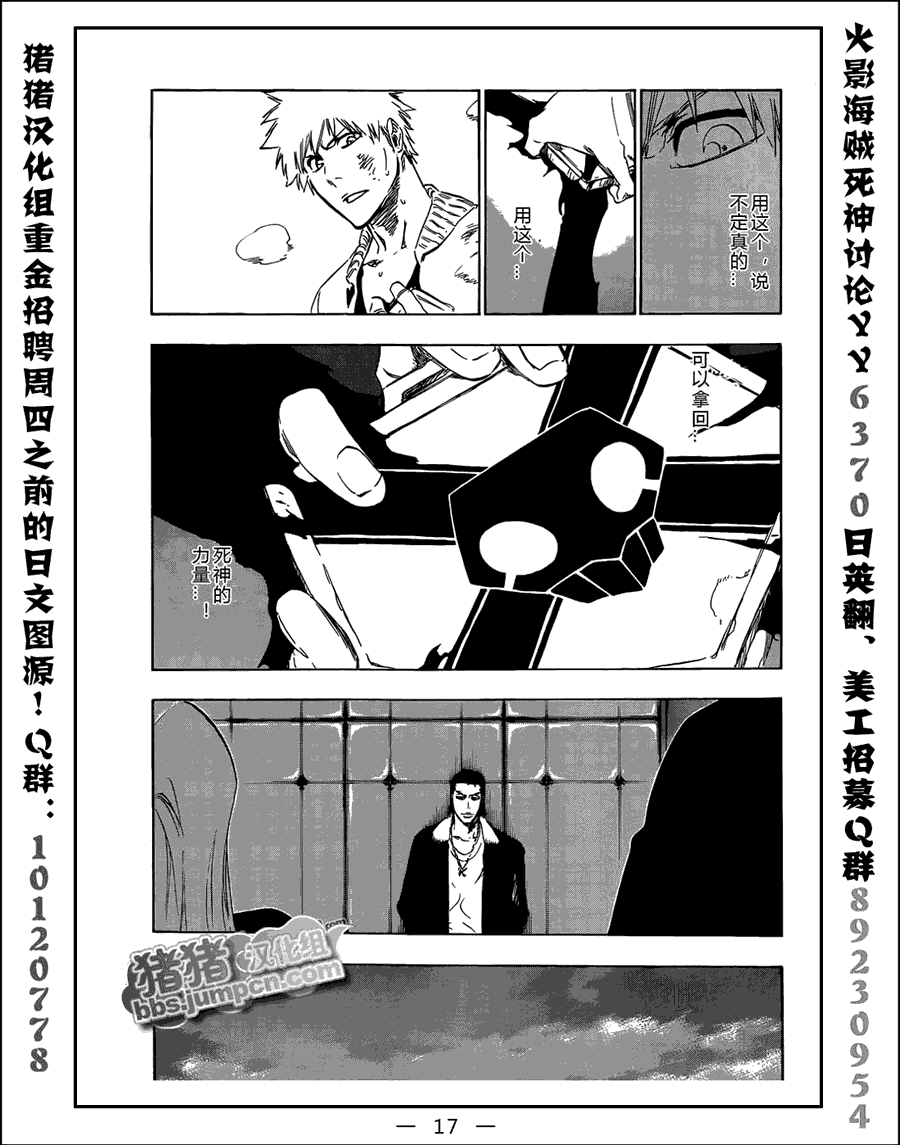 火影海贼死神讨论YY6370日英翻、美工招募Q群89230954
用这个，说
不定真的…
用这个…
可以拿回…
死神的
力量…！
猪猪汉化组重金招聘周四之前的日文图源！Q群：10120778
猪猪汉化组.com
bbs.jumpcn.com
— 17 —